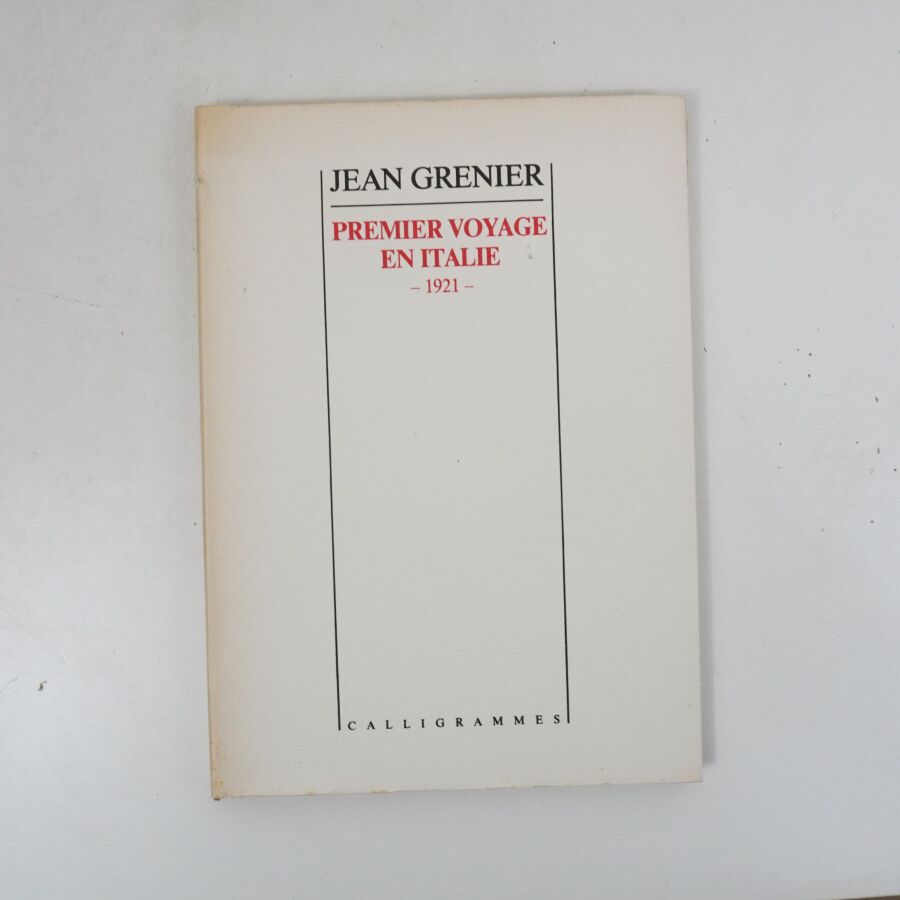 JEAN GRENIER
PREMIER VOYAGE
EN ITALIE
– 1921 –
CALLIGRAMMES